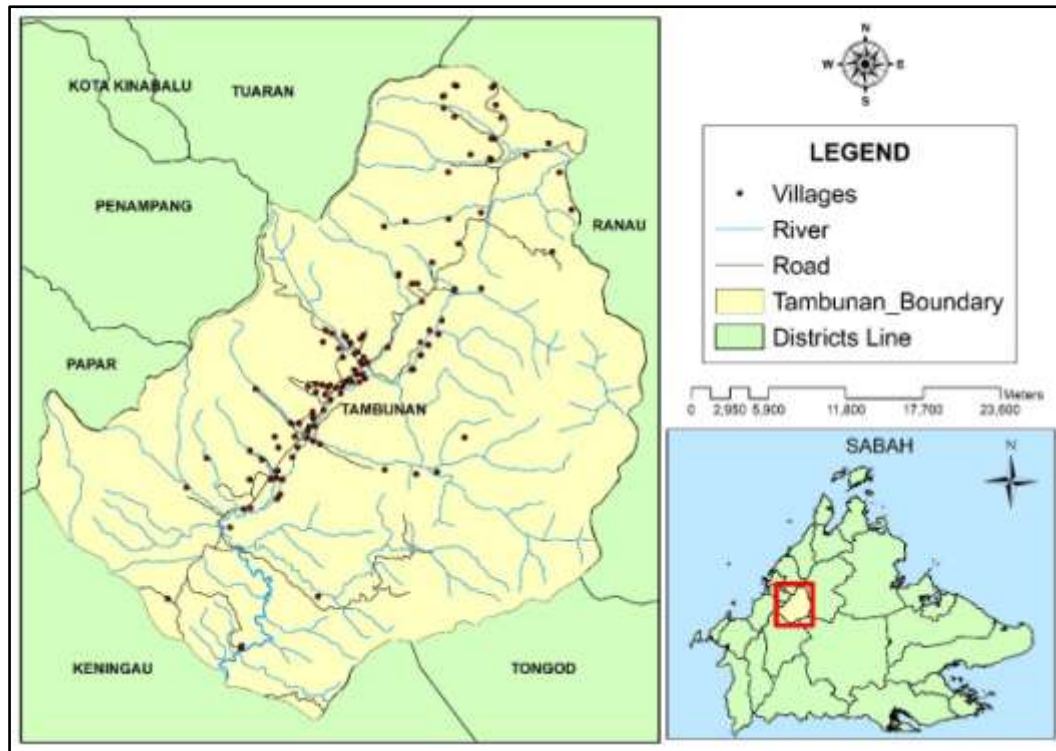 KOTA KINABALU
TUARAN
PENAMPANG
RANAU
PAPAR
TAMBUNAN
KENINGAU
TONGOD
N
W E
S
LEGEND
Villages
River
Road
Tambunan_Boundary
Districts Line
Meters
0 2,950 5,900 11,800 17,700 23,600
SABAH
N